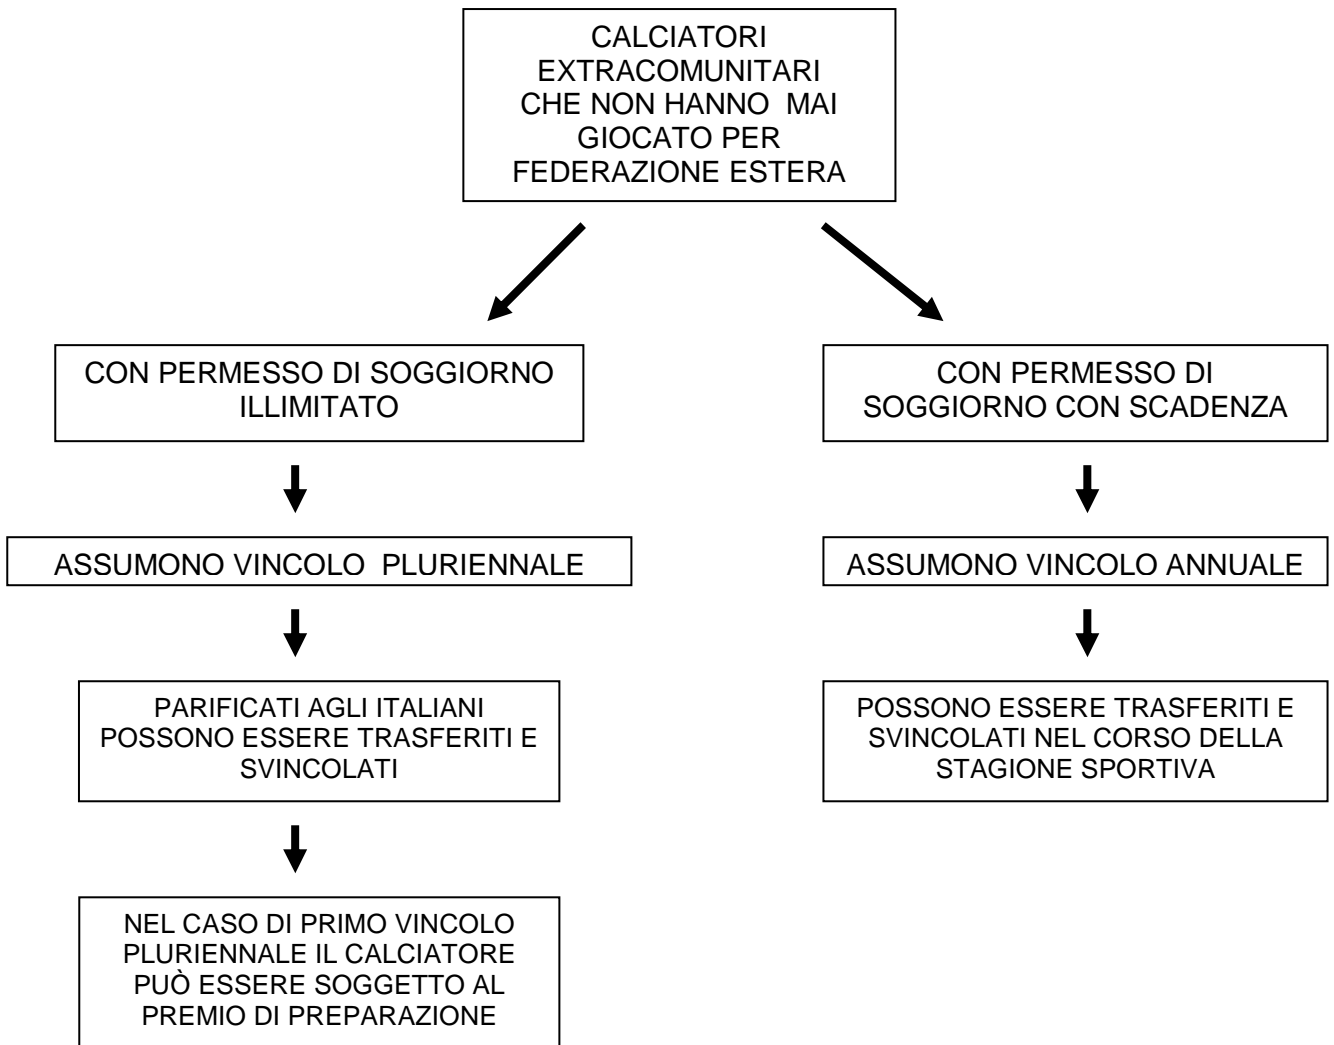 CALCIATORI
EXTRACOMUNITARI
CHE NON HANNO  MAI
GIOCATO PER
FEDERAZIONE ESTERA
CON PERMESSO DI SOGGIORNO
ILLIMITATO
CON PERMESSO DI
SOGGIORNO CON SCADENZA
ASSUMONO VINCOLO  PLURIENNALE
ASSUMONO VINCOLO ANNUALE
PARIFICATI AGLI ITALIANI
POSSONO ESSERE TRASFERITI E
SVINCOLATI
POSSONO ESSERE TRASFERITI E
SVINCOLATI NEL CORSO DELLA
STAGIONE SPORTIVA
NEL CASO DI PRIMO VINCOLO
PLURIENNALE IL CALCIATORE
PUÒ ESSERE SOGGETTO AL
PREMIO DI PREPARAZIONE